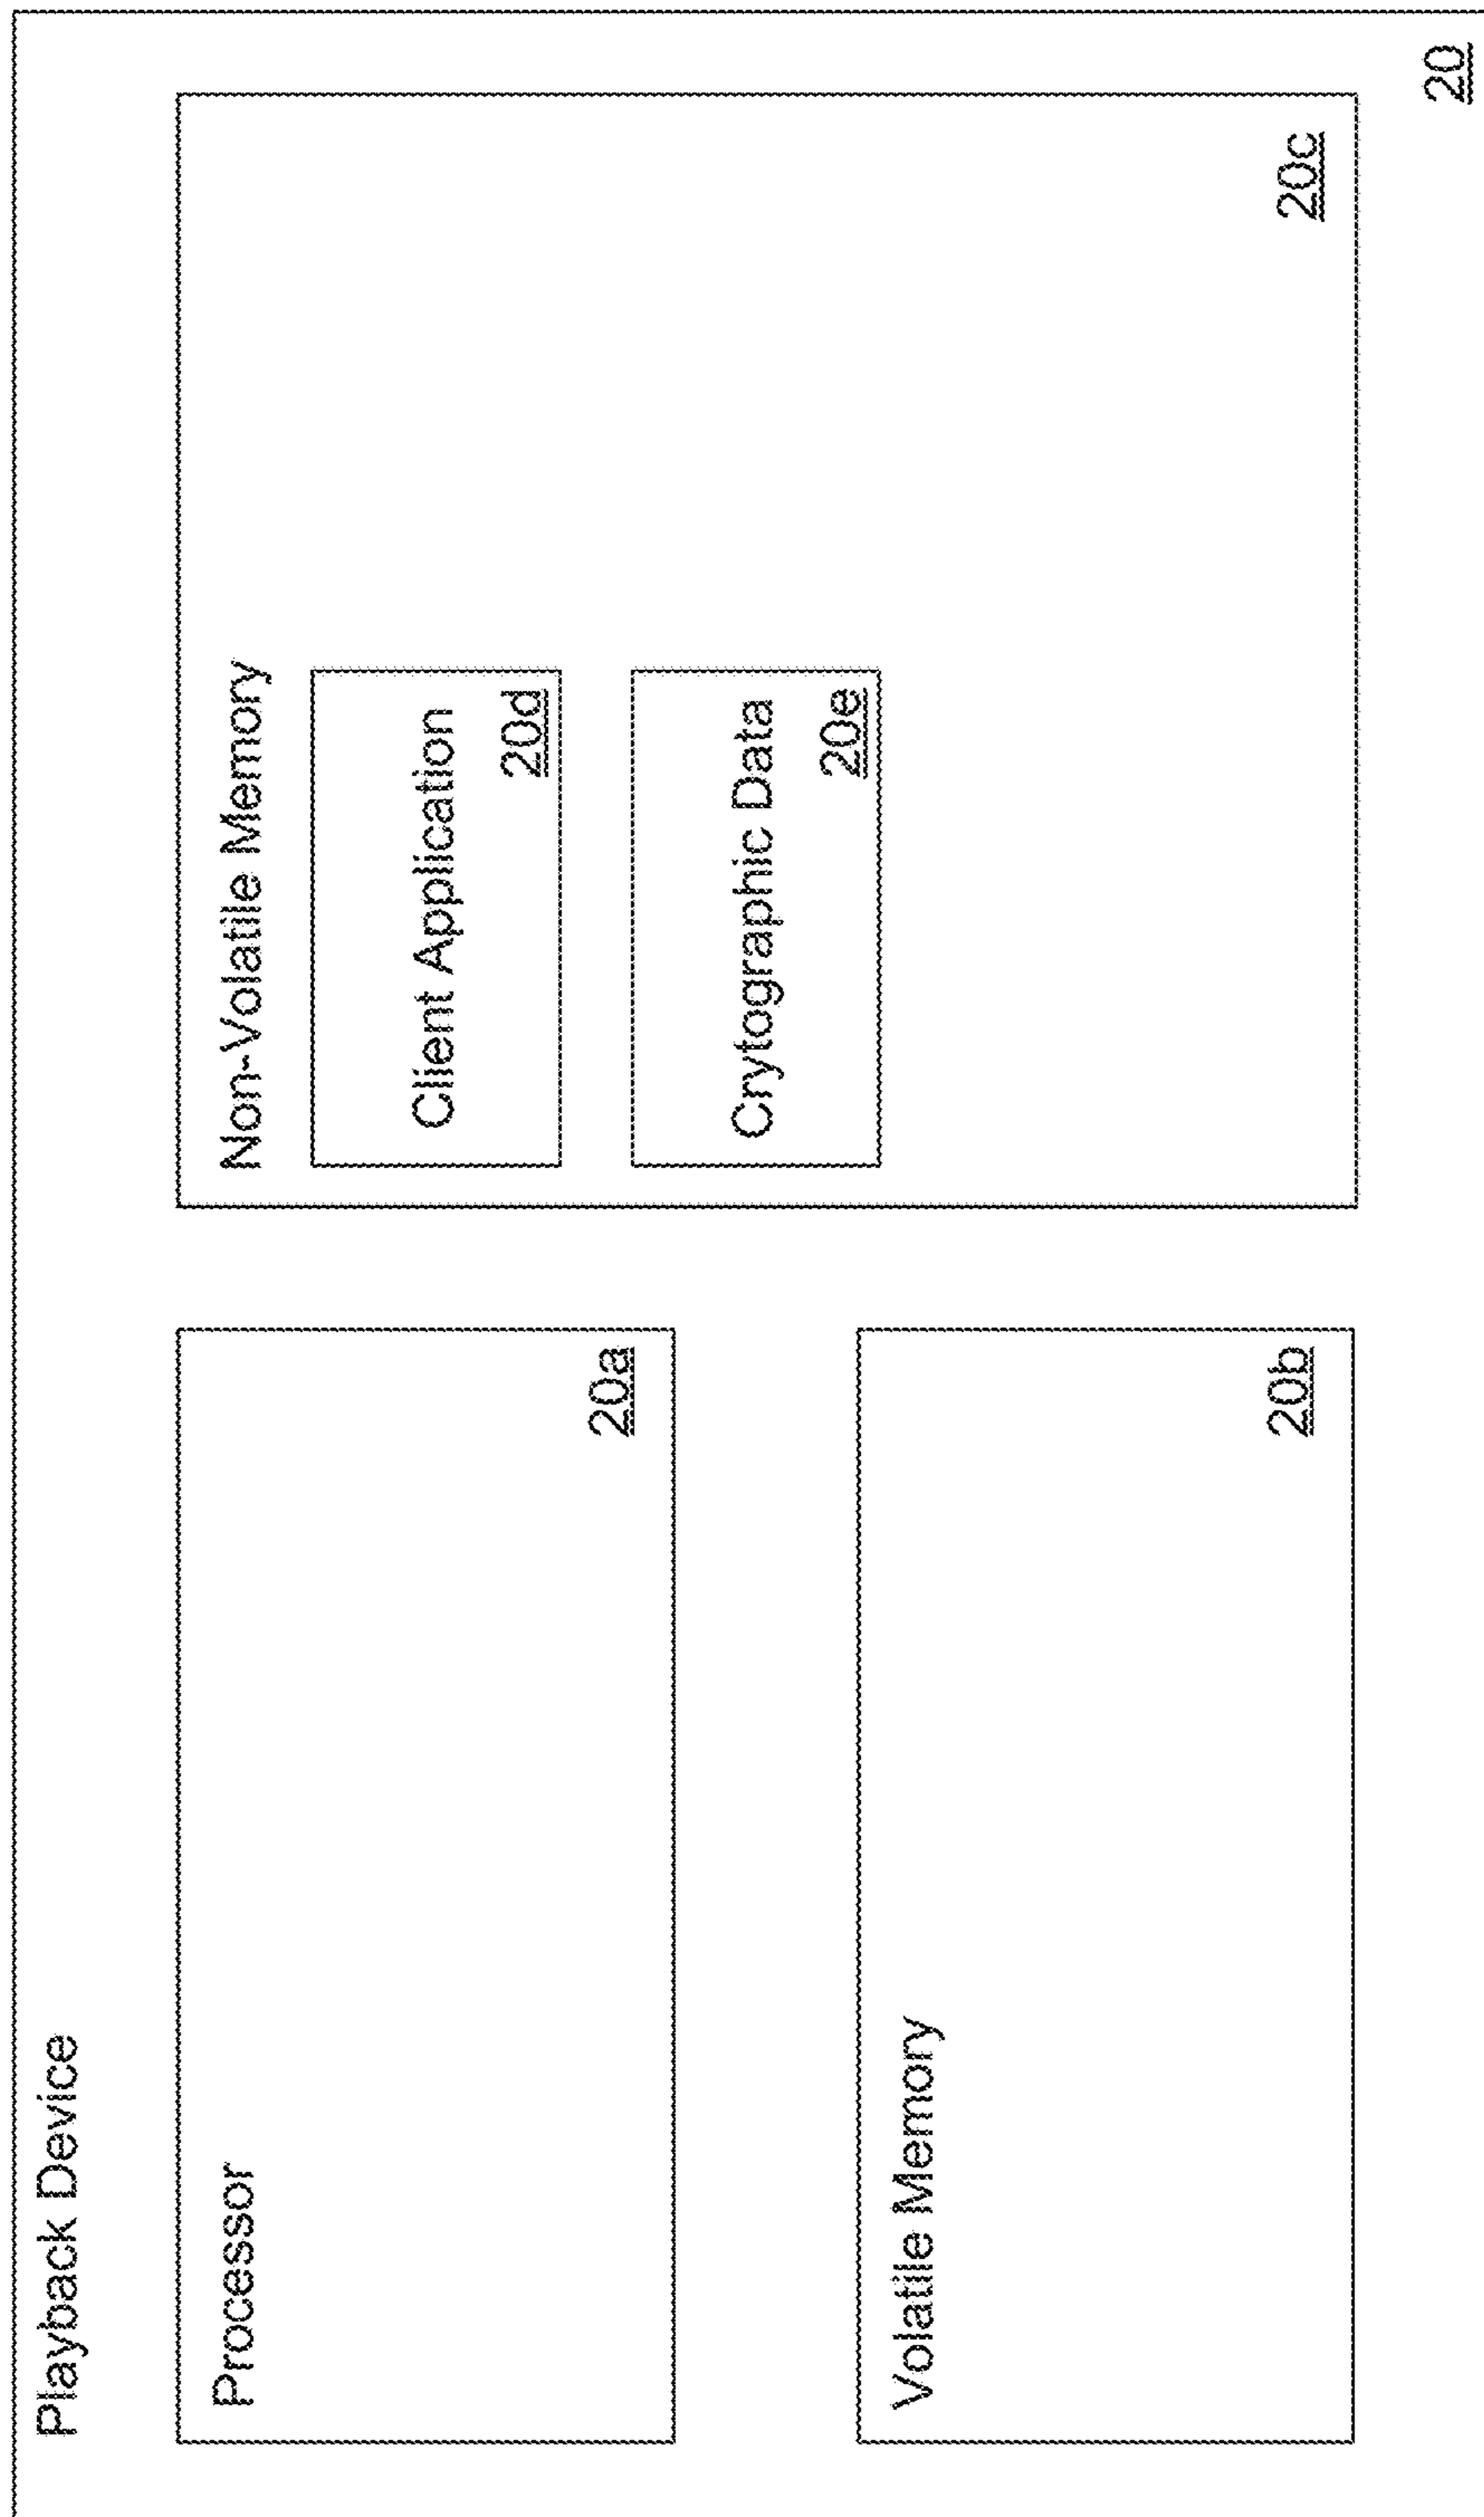 Playback Device
Processor
20a
Volatile Memory
20b
Non-Volatile Memory
Client Application
20d
Crytographic Data
20e
20c
20